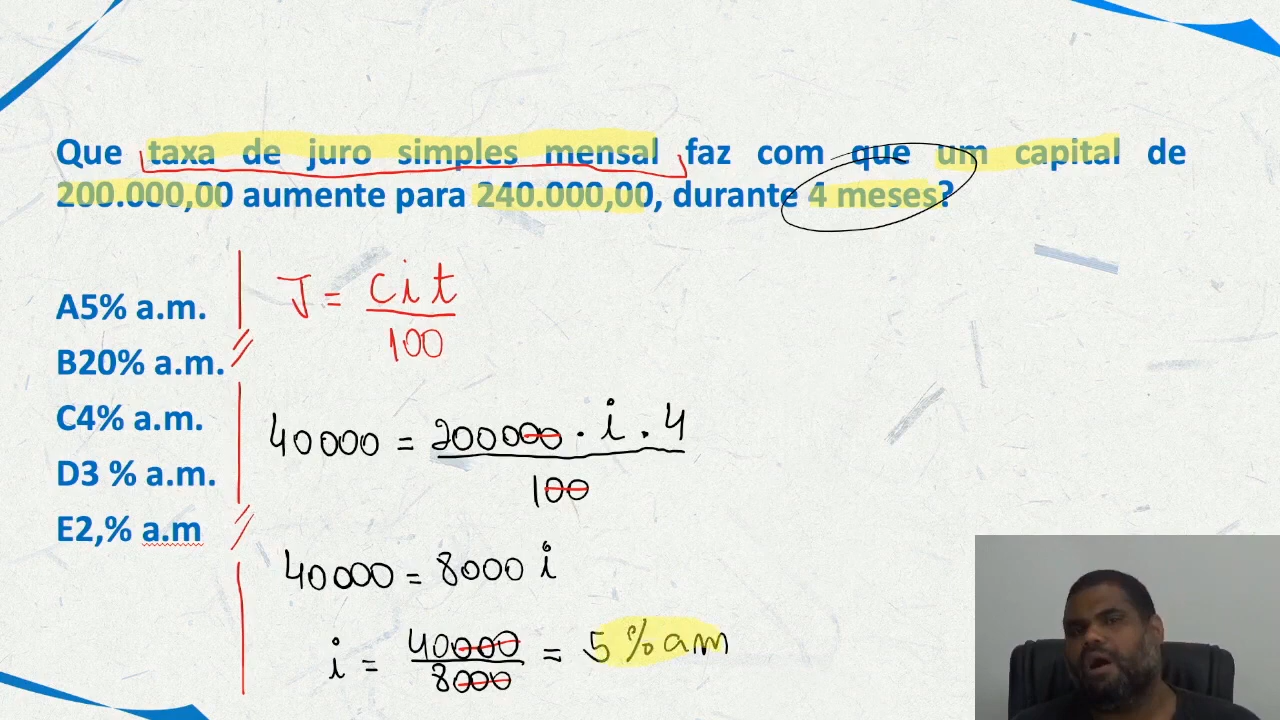 Que taxa de juro simples mensal faz com que um capital de
200.000,00 aumente para 240.000,00, durante 4 meses?
A5% a.m.
B20% a.m.
C4% a.m.
D3 % a.m.
E2,% a.m
J = c i t / 100
40000 = 200000 . i . 4 / 100
40000 = 8000 i
i = 40000 / 8000 = 5 % am